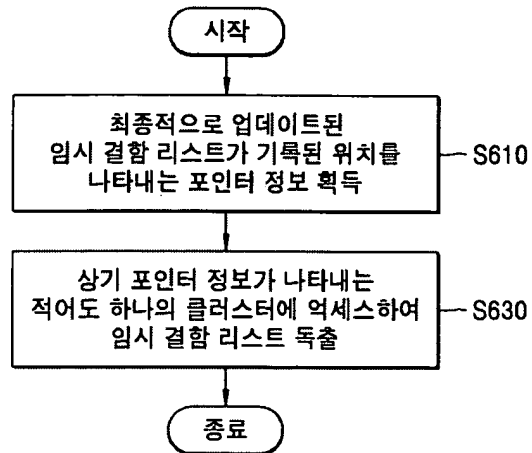 시작
최종적으로 업데이트된
임시 결함 리스트가 기록된 위치를
나타내는 포인터 정보 획득
S610
상기 포인터 정보가 나타내는
적어도 하나의 클러스터에 억세스하여
임시 결함 리스트 독출
S630
종료